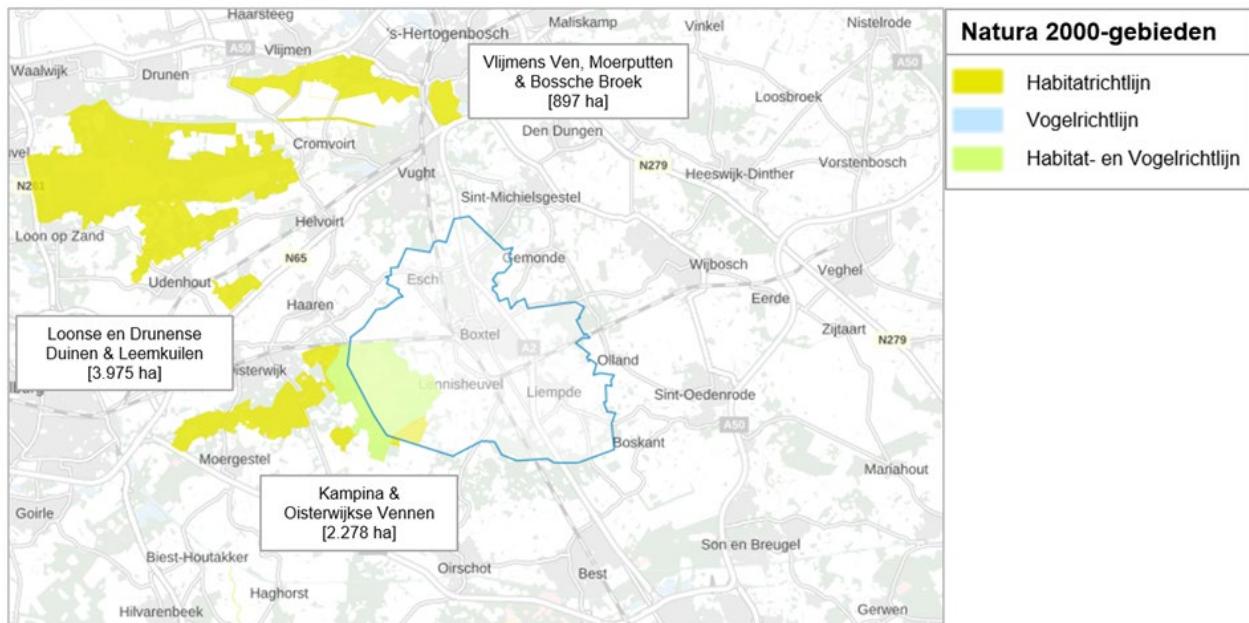 Haarsteeg
's-Hertogenbosch
Maliskamp
Vinkel
Nistelrode
A59
Vlijmen
Waalwijk
Drunen
Vlijmens Ven, Moerputten
& Bossche Broek
[897 ha]
A50
Loosbroek
Den Dungen
Cromvoirt
N279
Vorstenbosch
Heeswijk-Dinther
Vught
N261
Sint-Michielsgestel
Helvoirt
Loon op Zand
N65
Gemonde
Wijbosch
Veghel
Udenhout
Esch
Haaren
Eerde
Zijtaart
N279
Loonse en Drunense
Duinen & Leemkuilen
[3.975 ha]
Boxtel
A2
Olland
Oisterwijk
Lennisheuvel
Liempde
Sint-Oedenrode
A50
Boskant
Moergestel
Mariahout
Kampina &
Oisterwijkse Vennen
[2.278 ha]
Goirle
Biest-Houtakker
Son en Breugel
Oirschot
Best
Haghorst
Hilvarenbeek
Gerwen
Natura 2000-gebieden
Habitatrichtlijn
Vogelrichtlijn
Habitat- en Vogelrichtlijn